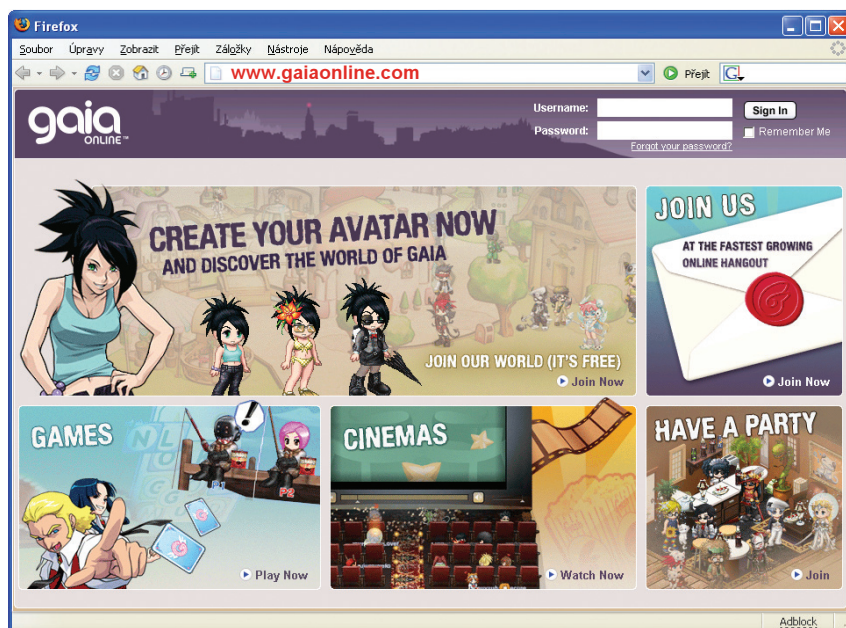 Firefox
Soubor Úpravy Zobrazit Přejít Záložky Nástroje Nápověda
www.gaiaonline.com Přejít G
gaia
ONLINE™
Username: Sign In
Password: Remember Me
Forgot your password?
CREATE YOUR AVATAR NOW
AND DISCOVER THE WORLD OF GAIA
JOIN OUR WORLD (IT'S FREE)
Join Now
JOIN US
AT THE FASTEST GROWING
ONLINE HANGOUT
Join Now
GAMES
P1
P2
Play Now
CINEMAS
Watch Now
HAVE A PARTY
Join
Adblock